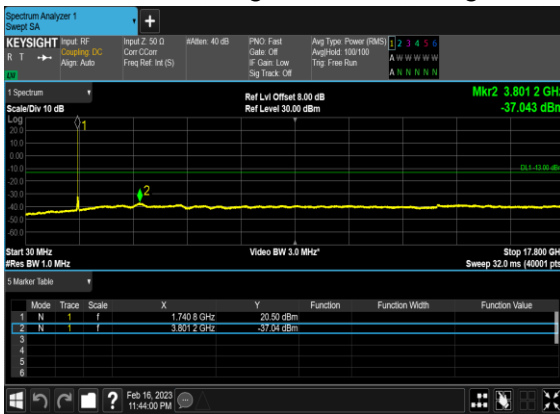 Spectrum Analyzer 1
Swept SA
KEYSIGHT Input: RF Input Z: 50 Ω #Atten: 40 dB PNO: Fast Avg Type: Power (RMS) 1 2 3 4 5 6
R T Coupling: DC Corr CCorr Gate: Off Avg|Hold: 100/100 A W W W W W
Align: Auto Freq Ref: Int (S) IF Gain: Low Trig: Free Run
LV Sig Track: Off A N N N N N
1 Spectrum Ref Lvl Offset 8.00 dB Mkr2 3.801 2 GHz
Scale/Div 10 dB Ref Level 30.00 dBm -37.043 dBm
Log
20.0
10.0
0.00
-10.0
-20.0
-30.0
-40.0
-50.0
-60.0
1
2
DL1 -13.00 dBm
Start 30 MHz Video BW 3.0 MHz* Stop 17.800 GHz
#Res BW 1.0 MHz Sweep 32.0 ms (40001 pts)
5 Marker Table
Mode Trace Scale X Y Function Function Width Function Value
1 N 1 f 1.740 8 GHz 20.50 dBm
2 N 1 f 3.801 2 GHz -37.04 dBm
3
4
5
6
? Feb 16, 2023
11:44:00 PM